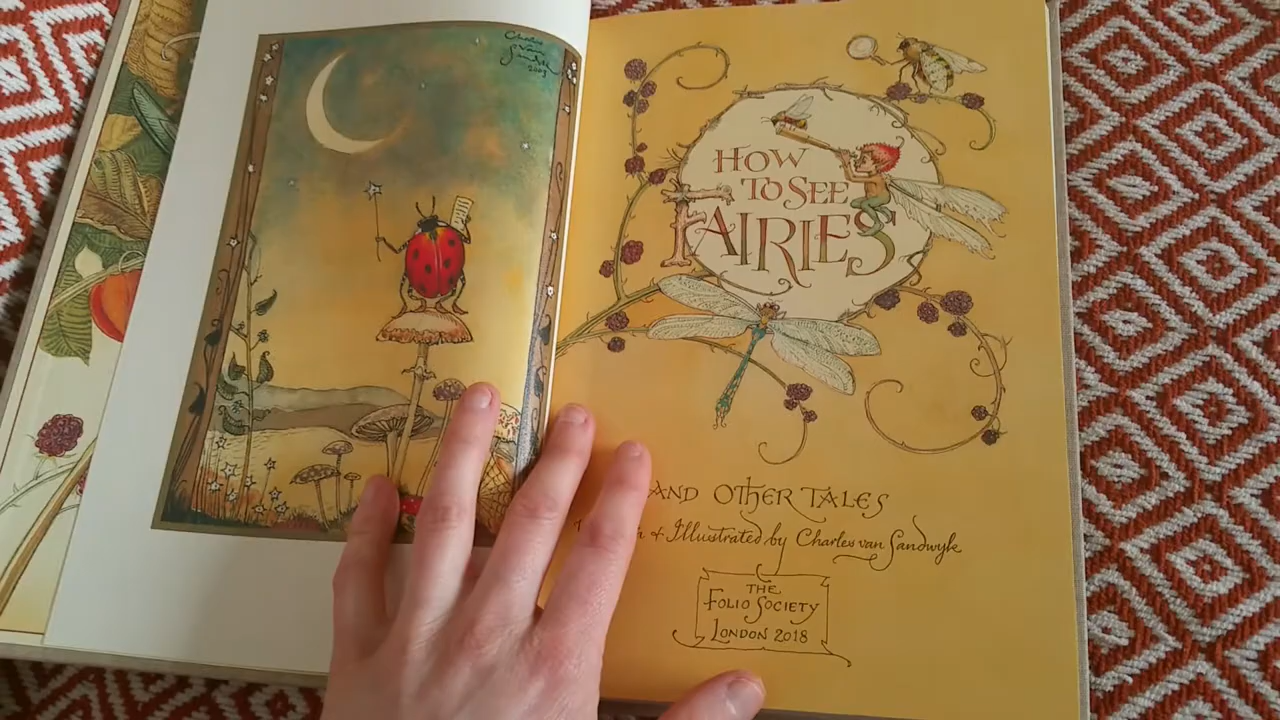 Charles
van
Sandwyk
HOW
TO SEE
FAIRIES
AND OTHER TALES
& Illustrated by Charles van Sandwyk
THE
FOLIO SOCIETY
LONDON 2018